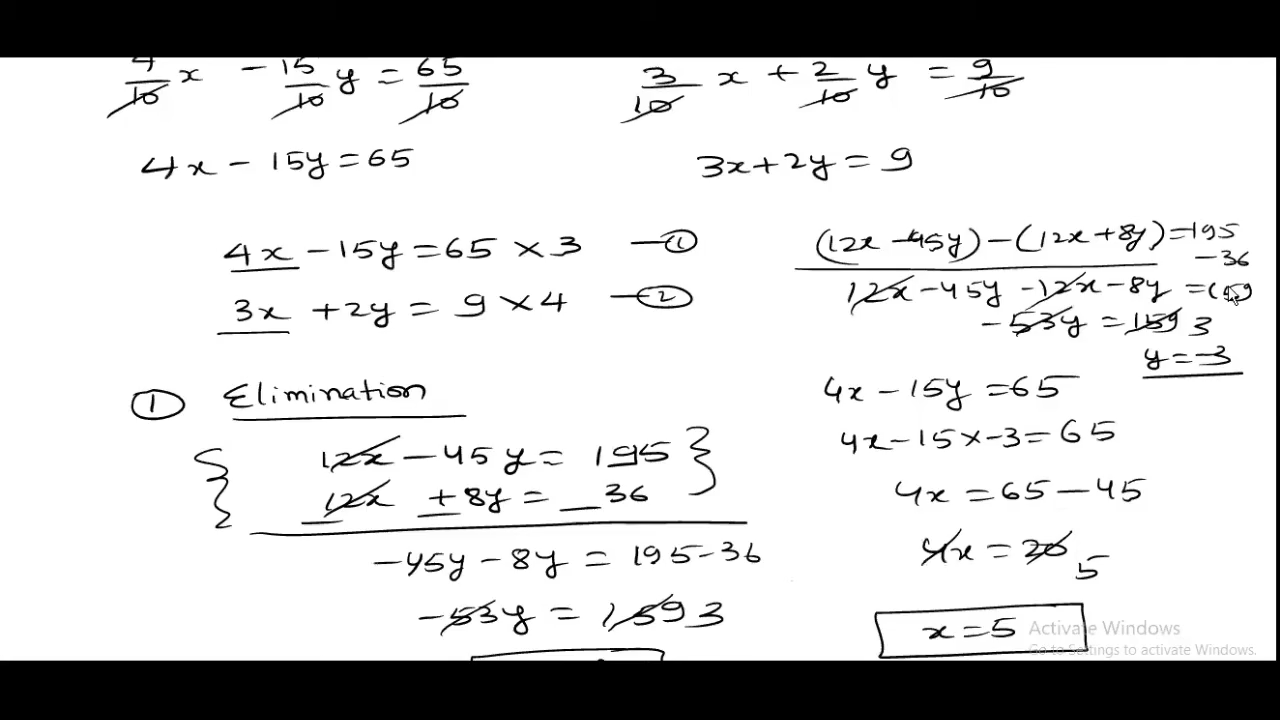 4/10 x - 15/10 y = 65/10
3/10 x + 2/10 y = 9/10
4x - 15y = 65
3x + 2y = 9
4x - 15y = 65 × 3 — ①
3x + 2y = 9 × 4 — ②
(12x - 45y) - (12x + 8y) = 195
- 36
12x - 45y - 12x - 8y = 159
- 53y = 159 3
y = -3
① Elimination
12x - 45y = 195
12x + 8y = 36
- 45y - 8y = 195 - 36
- 53y = 159 3
4x - 15y = 65
4x - 15 × -3 = 65
4x = 65 - 45
4x = 20 5
x = 5
Activate Windows
Go to Settings to activate Windows.